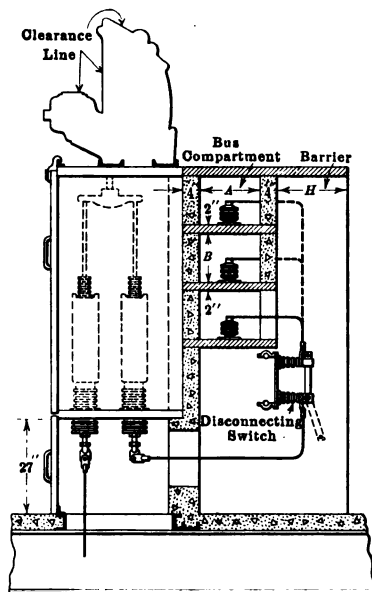 Clearance
Line
Bus
Compartment
Barrier
A
H
2"
B
2"
Disconnecting
Switch
27"